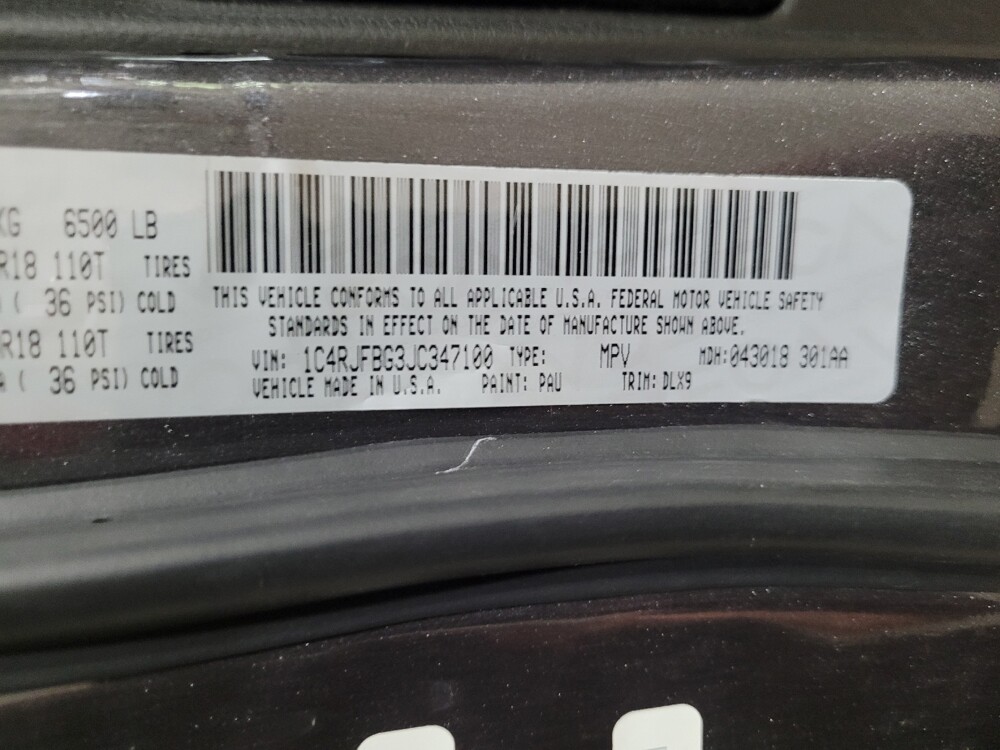 KG 6500 LB
R18 110T TIRES
( 36 PSI) COLD
R18 110T TIRES
( 36 PSI) COLD
THIS VEHICLE CONFORMS TO ALL APPLICABLE U.S.A. FEDERAL MOTOR VEHICLE SAFETY
STANDARDS IN EFFECT ON THE DATE OF MANUFACTURE SHOWN ABOVE.
VIN: 1C4RJFBG3JC347100 TYPE: MPV MDH:043018 301AA
VEHICLE MADE IN U.S.A. PAINT: PAU TRIM: DLX9